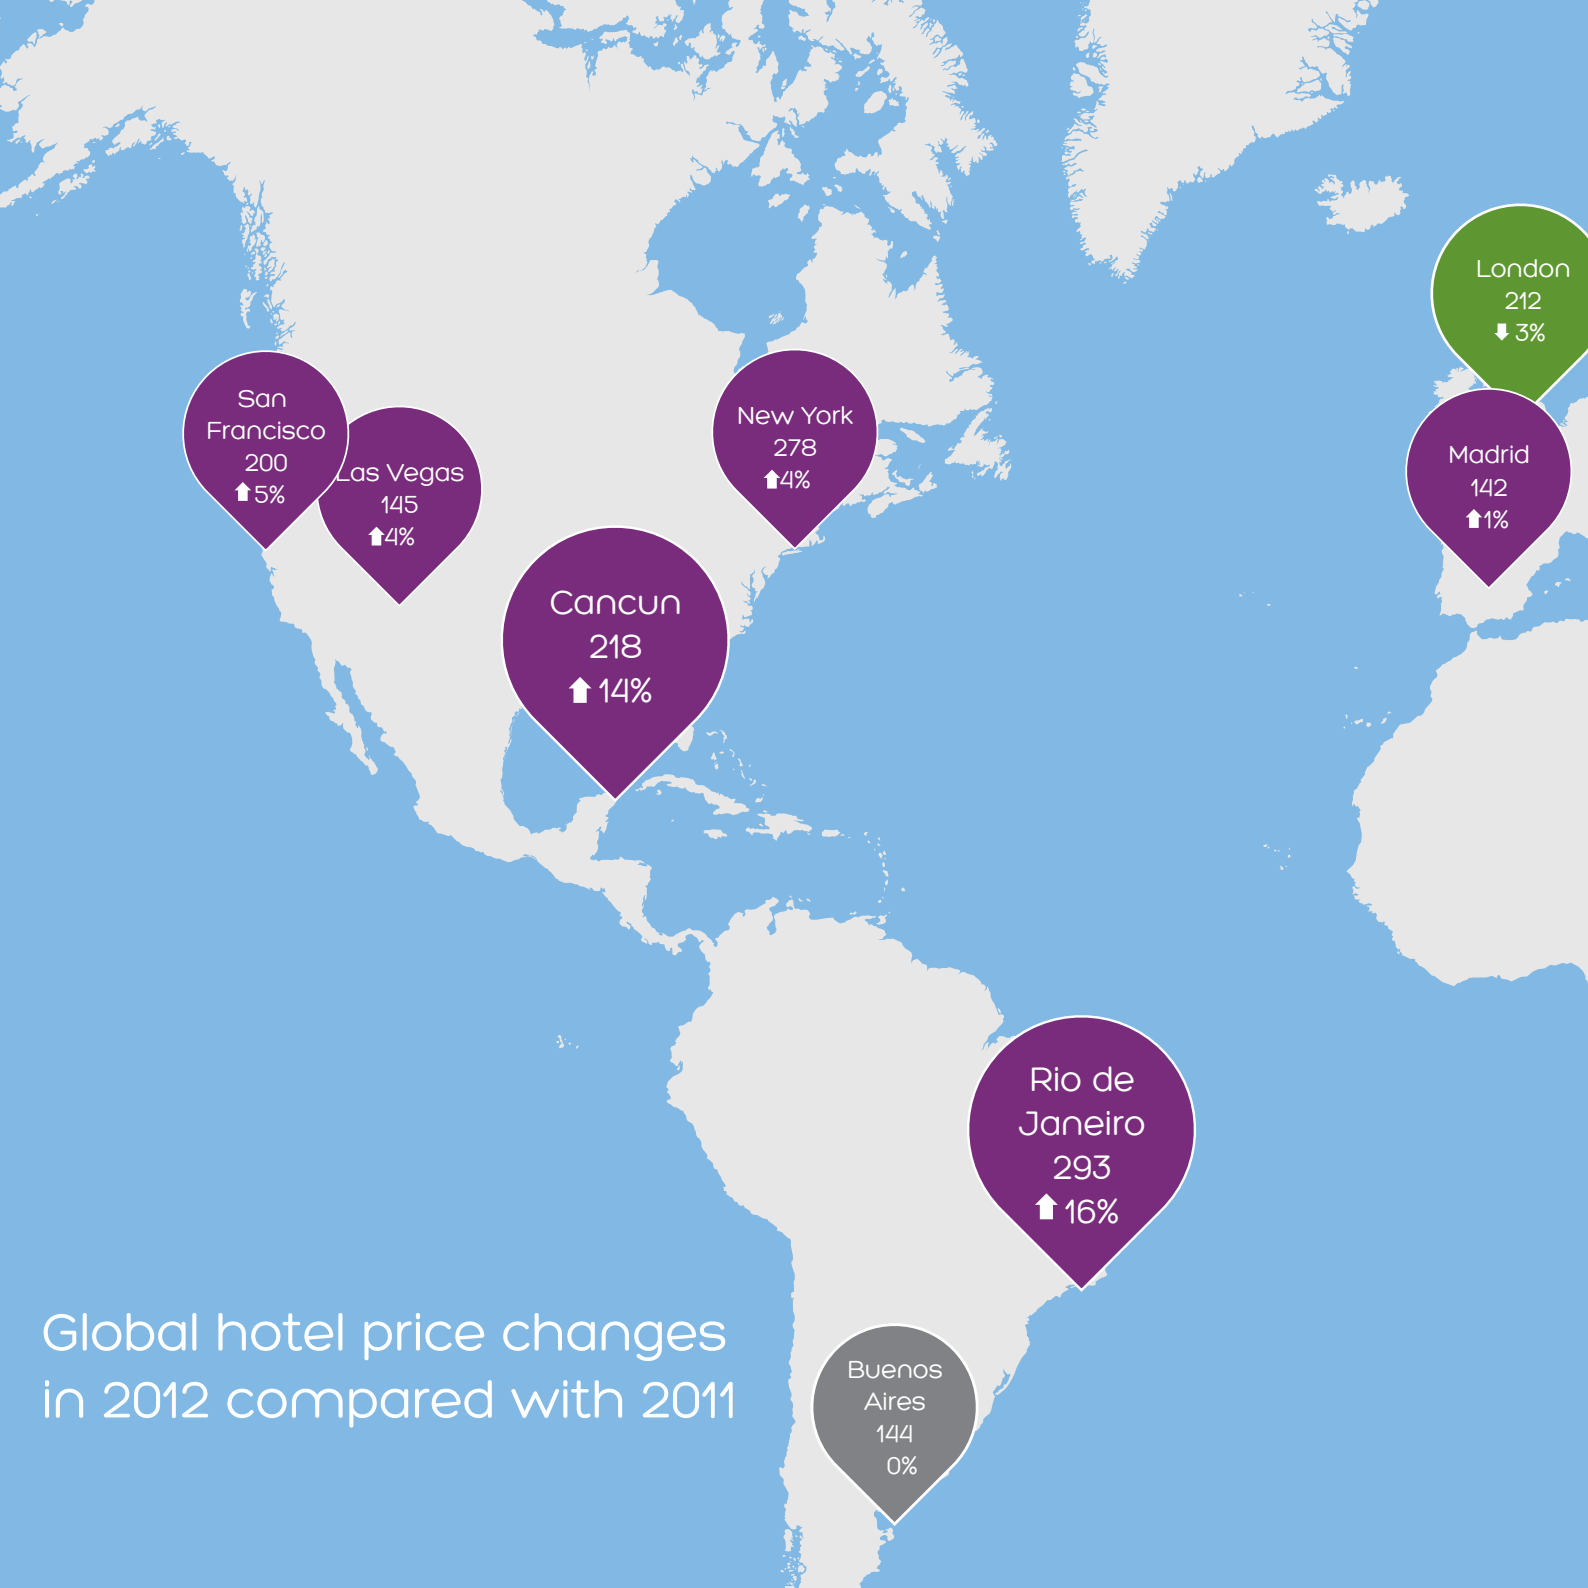 London
212
3%
San
Francisco
200
5%
Las Vegas
145
4%
New York
278
4%
Madrid
142
1%
Cancun
218
14%
Rio de
Janeiro
293
16%
Global hotel price changes
in 2012 compared with 2011
Buenos
Aires
144
0%